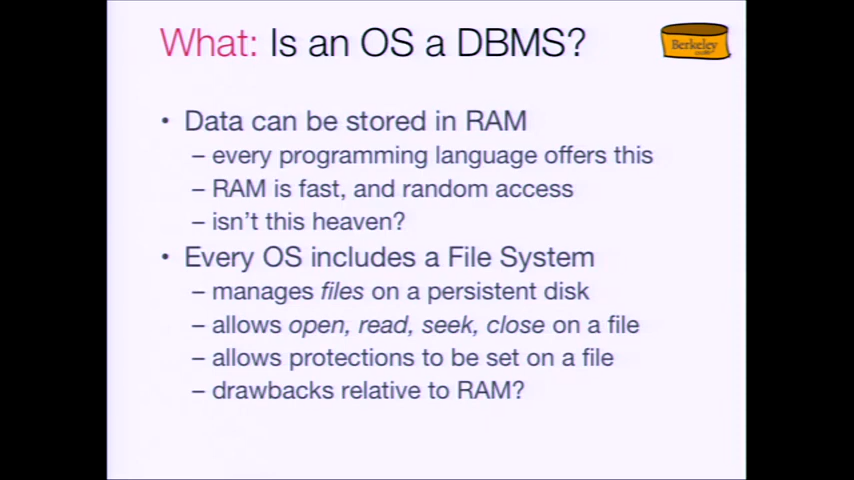 What: Is an OS a DBMS?
Berkeley
• Data can be stored in RAM
– every programming language offers this
– RAM is fast, and random access
– isn't this heaven?
• Every OS includes a File System
– manages files on a persistent disk
– allows open, read, seek, close on a file
– allows protections to be set on a file
– drawbacks relative to RAM?